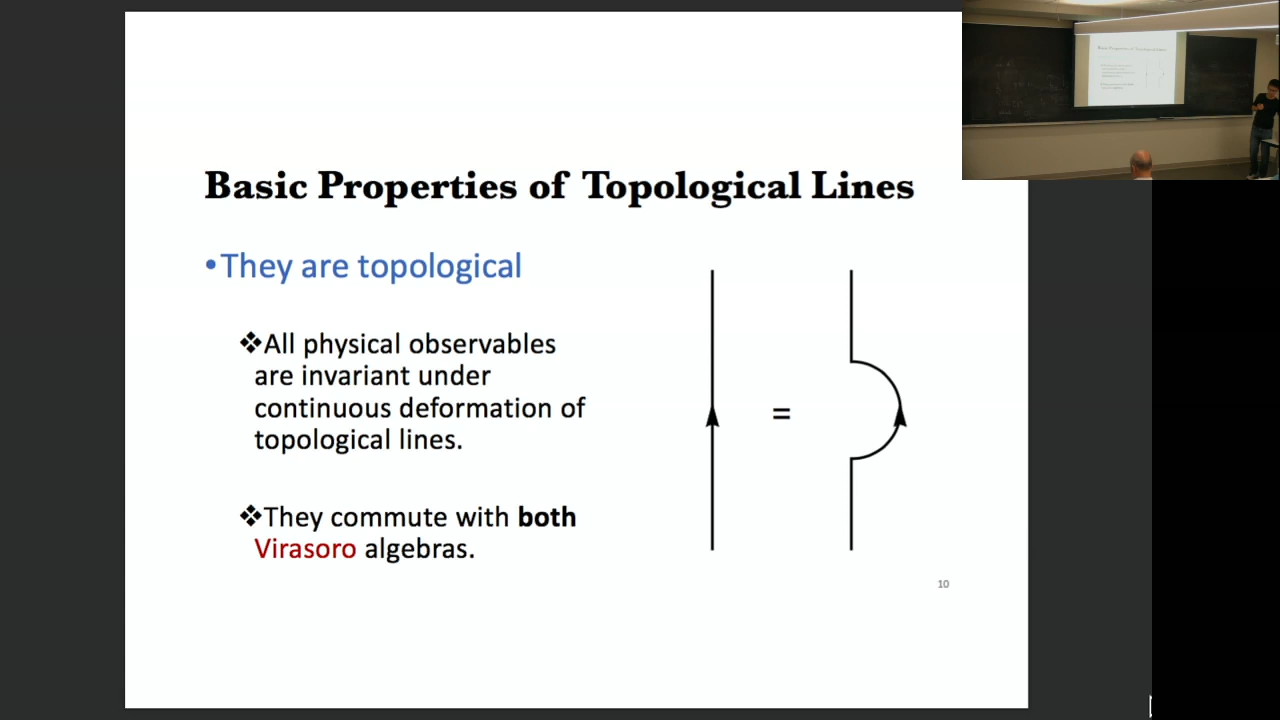 Basic Properties of Topological Lines
•They are topological
❖All physical observables
are invariant under
continuous deformation of
topological lines.
=
❖They commute with both
Virasoro algebras.
10